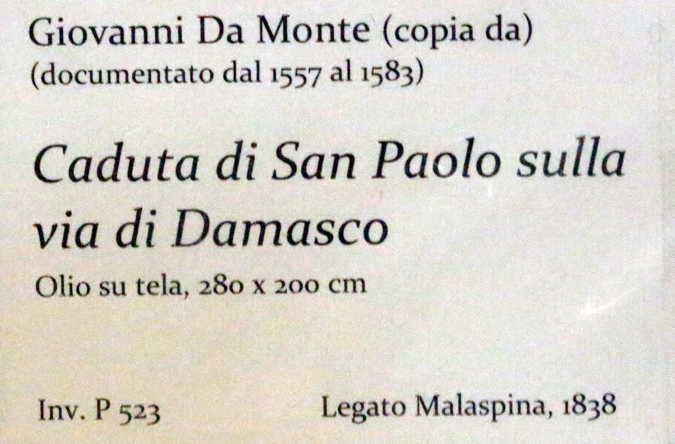 Giovanni Da Monte (copia da)
(documentato dal 1557 al 1583)
Caduta di San Paolo sulla
via di Damasco
Olio su tela, 280 x 200 cm
Inv. P 523
Legato Malaspina, 1838